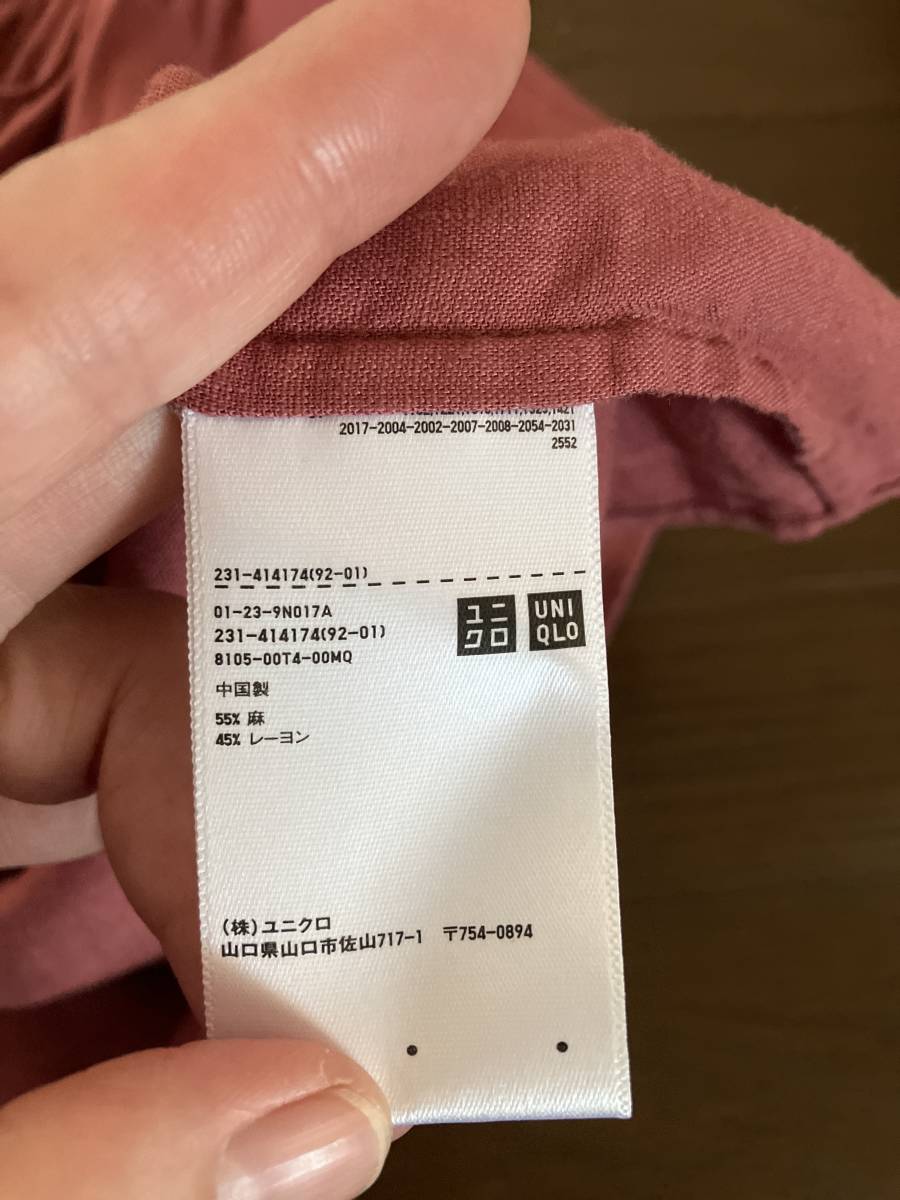 2017-2004-2002-2007-2008-2054-2031
2552
231-414174(92-01)
01-23-9N017A
231-414174(92-01)
8105-00T4-00MQ
中国製
55% 麻
45% レーヨン
ユニ
クロ
UNI
QLO
(株)ユニクロ
山口県山口市佐山717-1 〒754-0894